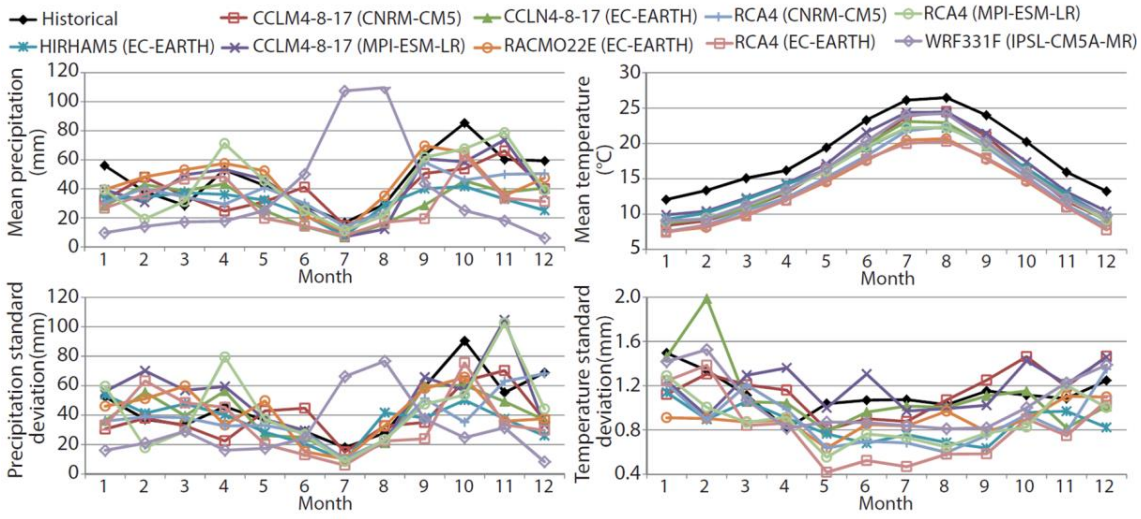 Historical CCLM4-8-17 (CNRM-CM5) CCLN4-8-17 (EC-EARTH) RCA4 (CNRM-CM5) RCA4 (MPI-ESM-LR)
HIRHAM5 (EC-EARTH) CCLM4-8-17 (MPI-ESM-LR) RACMO22E (EC-EARTH) RCA4 (EC-EARTH) WRF331F (IPSL-CM5A-MR)
Mean precipitation
(mm)
120
100
80
60
40
20
0
1 2 3 4 5 6 7 8 9 10 11 12
Month
Mean temperature
(°C)
30
25
20
15
10
5
1 2 3 4 5 6 7 8 9 10 11 12
Month
Precipitation standard
deviation(mm)
120
100
80
60
40
20
0
1 2 3 4 5 6 7 8 9 10 11 12
Month
Temperature standard
deviation(mm)
2.0
1.6
1.2
0.8
0.4
1 2 3 4 5 6 7 8 9 10 11 12
Month